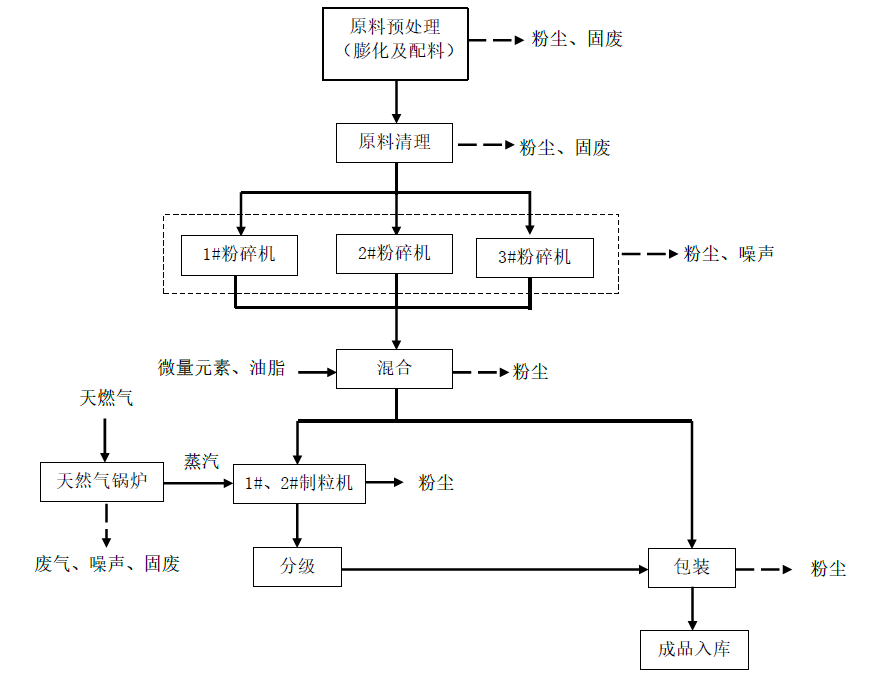 原料预处理
（膨化及配料）
粉尘、固废
原料清理
粉尘、固废
1#粉碎机
2#粉碎机
3#粉碎机
粉尘、噪声
微量元素、油脂
混合
粉尘
天燃气
蒸汽
天然气锅炉
1#、2#制粒机
粉尘
废气、噪声、固废
分级
包装
粉尘
成品入库